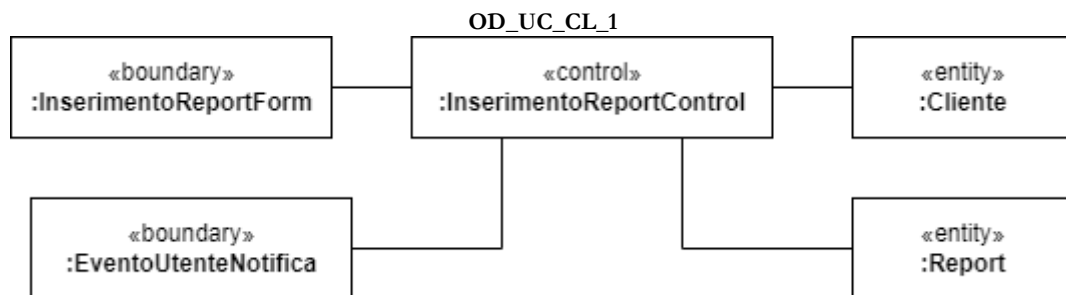 OD_UC_CL_1
«boundary»
:InserimentoReportForm
«control»
:InserimentoReportControl
«entity»
:Cliente
«boundary»
:EventoUtenteNotifica
«entity»
:Report